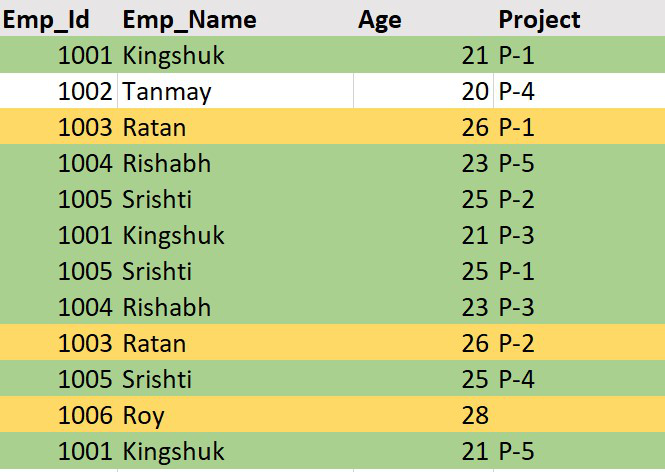 Emp_Id Emp_Name Age Project
1001 Kingshuk 21 P-1
1002 Tanmay 20 P-4
1003 Ratan 26 P-1
1004 Rishabh 23 P-5
1005 Srishti 25 P-2
1001 Kingshuk 21 P-3
1005 Srishti 25 P-1
1004 Rishabh 23 P-3
1003 Ratan 26 P-2
1005 Srishti 25 P-4
1006 Roy 28
1001 Kingshuk 21 P-5